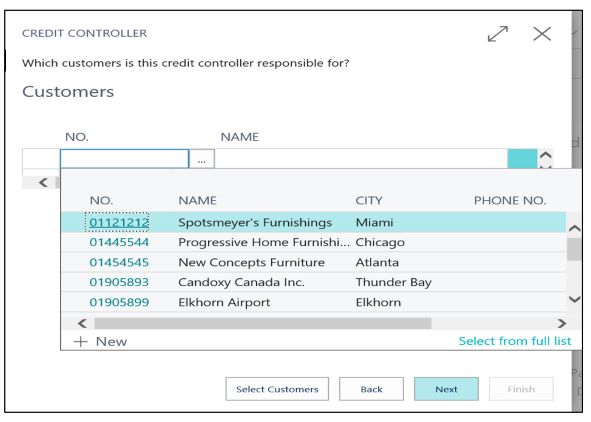 CREDIT CONTROLLER
Which customers is this credit controller responsible for?
Customers
NO. NAME
...
NO. NAME CITY PHONE NO.
01121212 Spotsmeyer's Furnishings Miami
01445544 Progressive Home Furnishi... Chicago
01454545 New Concepts Furniture Atlanta
01905893 Candoxy Canada Inc. Thunder Bay
01905899 Elkhorn Airport Elkhorn
+ New Select from full list
Select Customers Back Next Finish